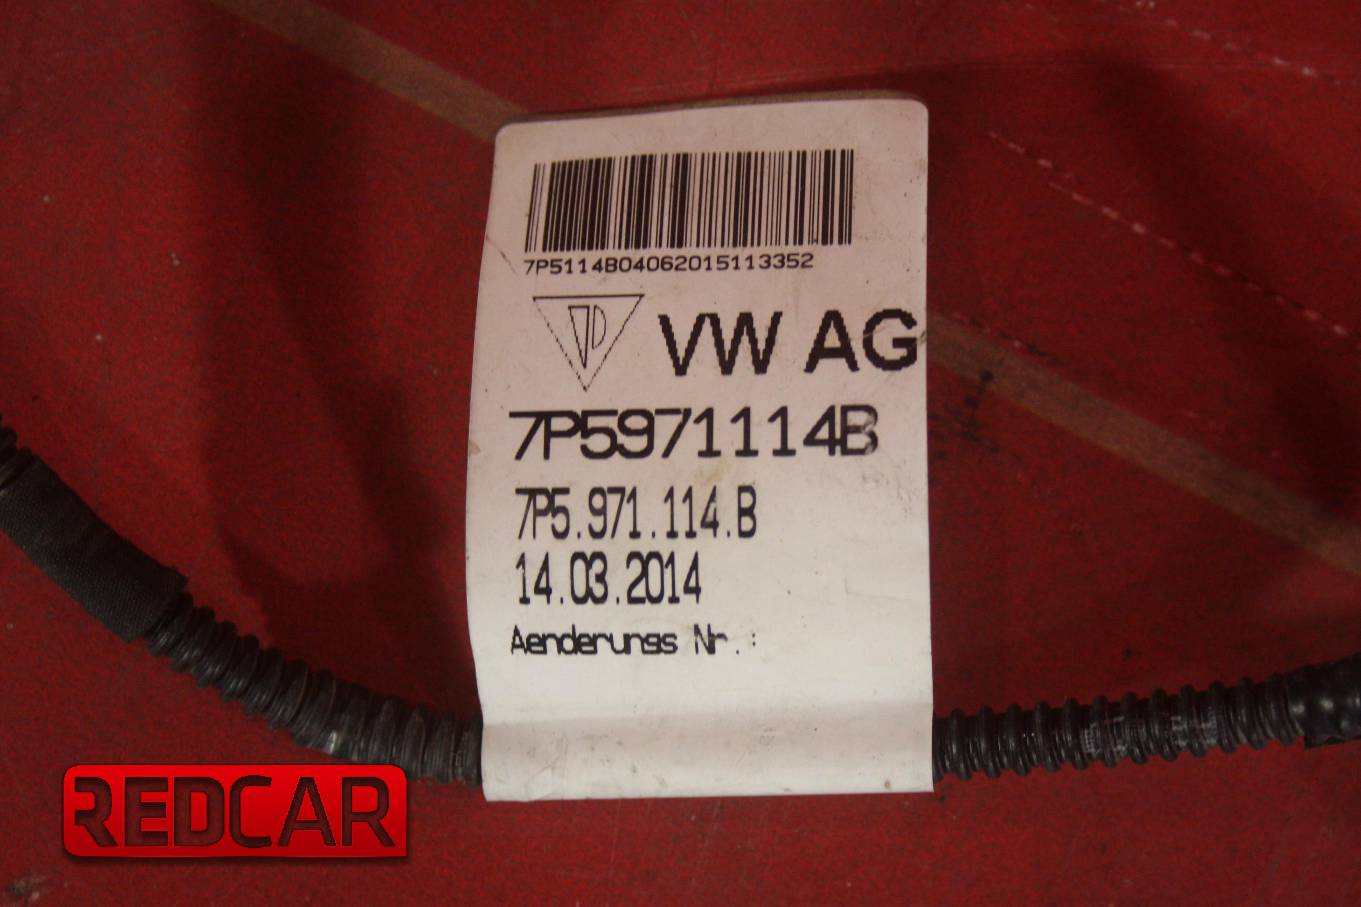 7P5114B04062015113352
VW AG
7P5971114B
7P5.971.114.B
14.03.2014
Aenderungs Nr.:
REDCAR